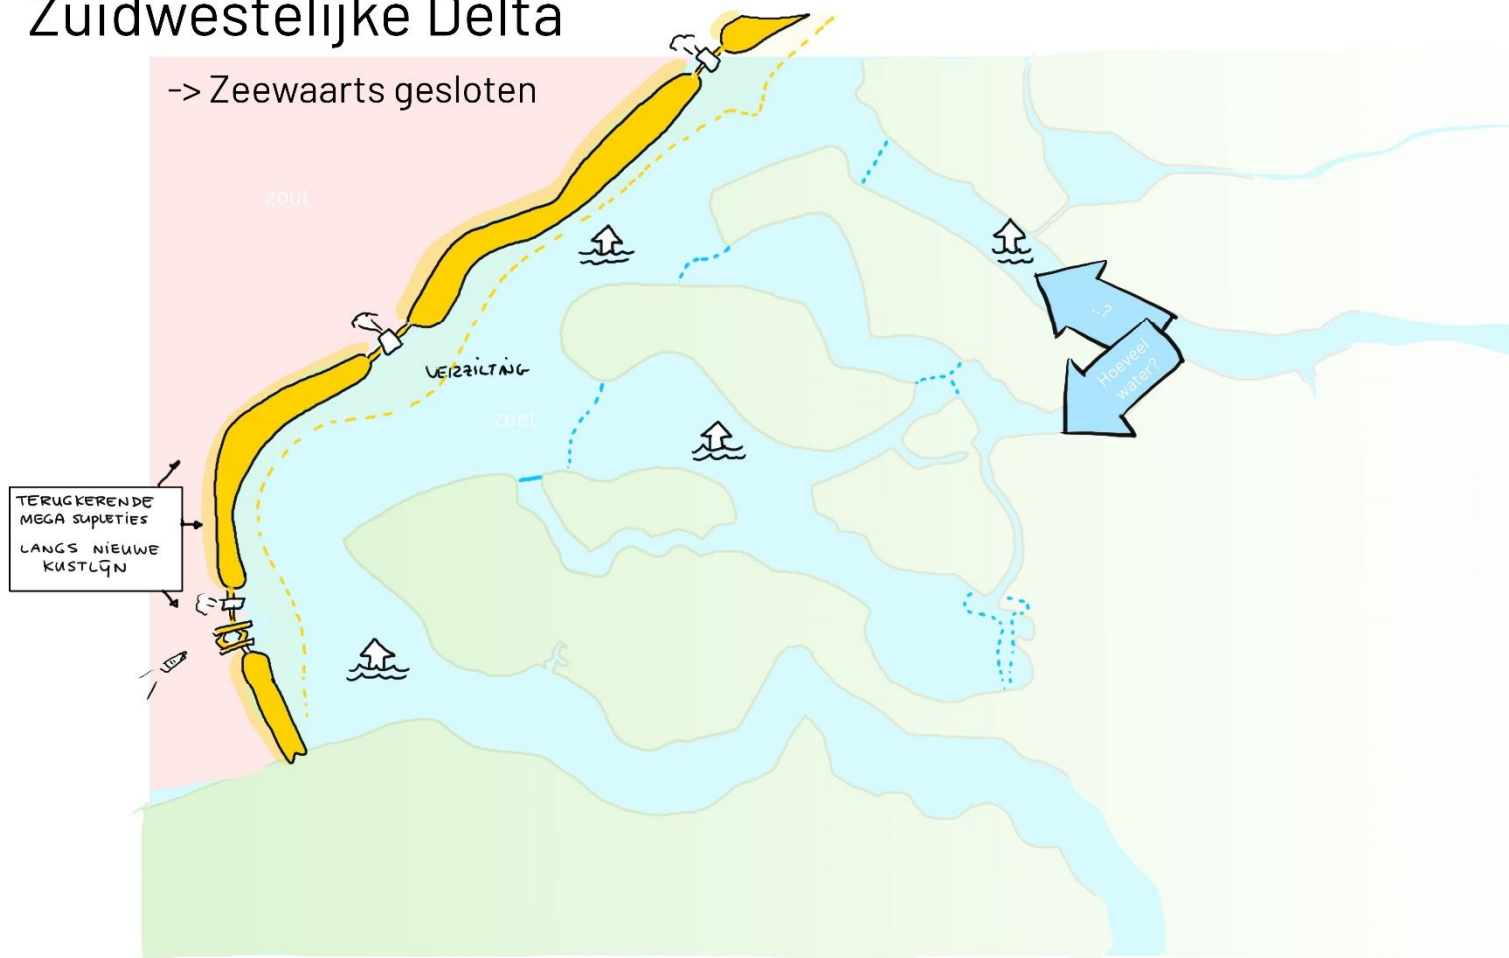 Zuidwestelijke Delta
-> Zeewaarts gesloten
zout
VERZILTING
zoet
TERUGKERENDE
MEGA SUPLETIES
LANGS NIEUWE
KUSTLIJN
-?
Hoeveel
water?